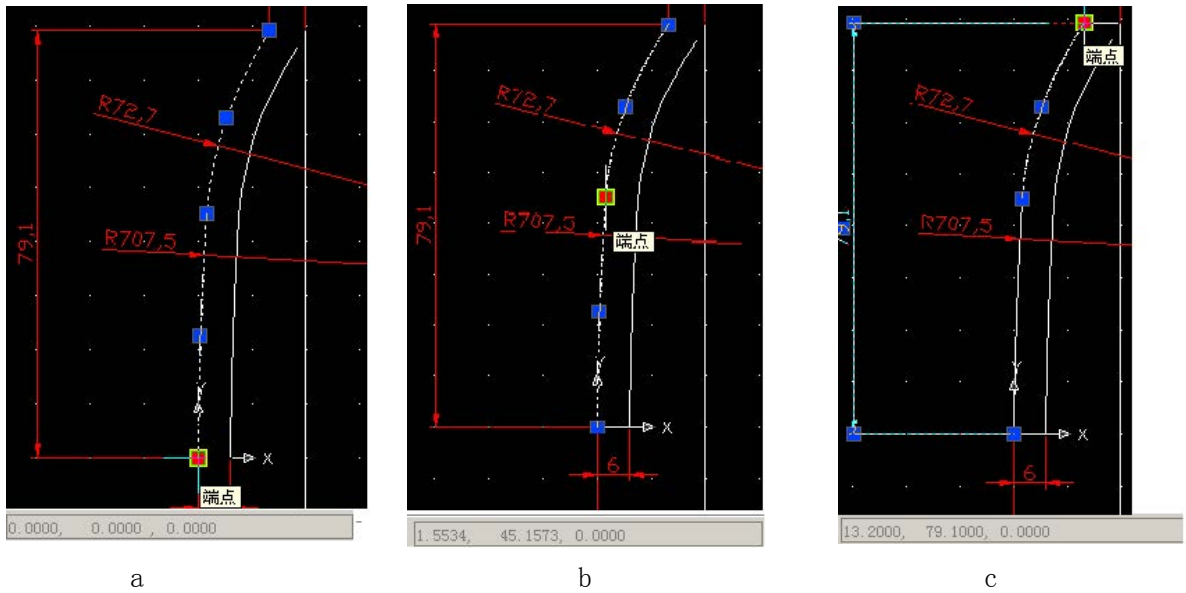 R72,7
R707,5
79,1
Y
X
端点
0.0000, 0.0000 , 0.0000
a
R72,7
R707,5
79,1
端点
X
6
1.5534, 45.1573, 0.0000
b
端点
R72,7
R707,5
79,1
Y
X
6
13.2000, 79.1000, 0.0000
c